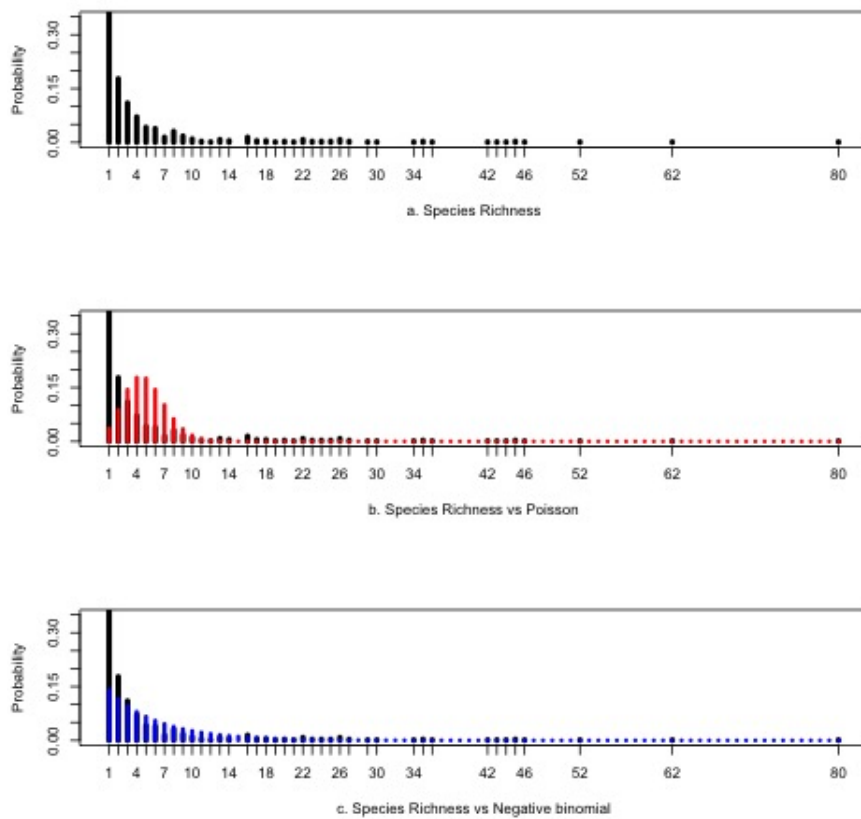 Probability
0.00 0.15 0.30
1 4 7 10 14 18 22 26 30 34 42 46 52 62 80
a. Species Richness
Probability
0.00 0.15 0.30
1 4 7 10 14 18 22 26 30 34 42 46 52 62 80
b. Species Richness vs Poisson
Probability
0.00 0.15 0.30
1 4 7 10 14 18 22 26 30 34 42 46 52 62 80
c. Species Richness vs Negative binomial